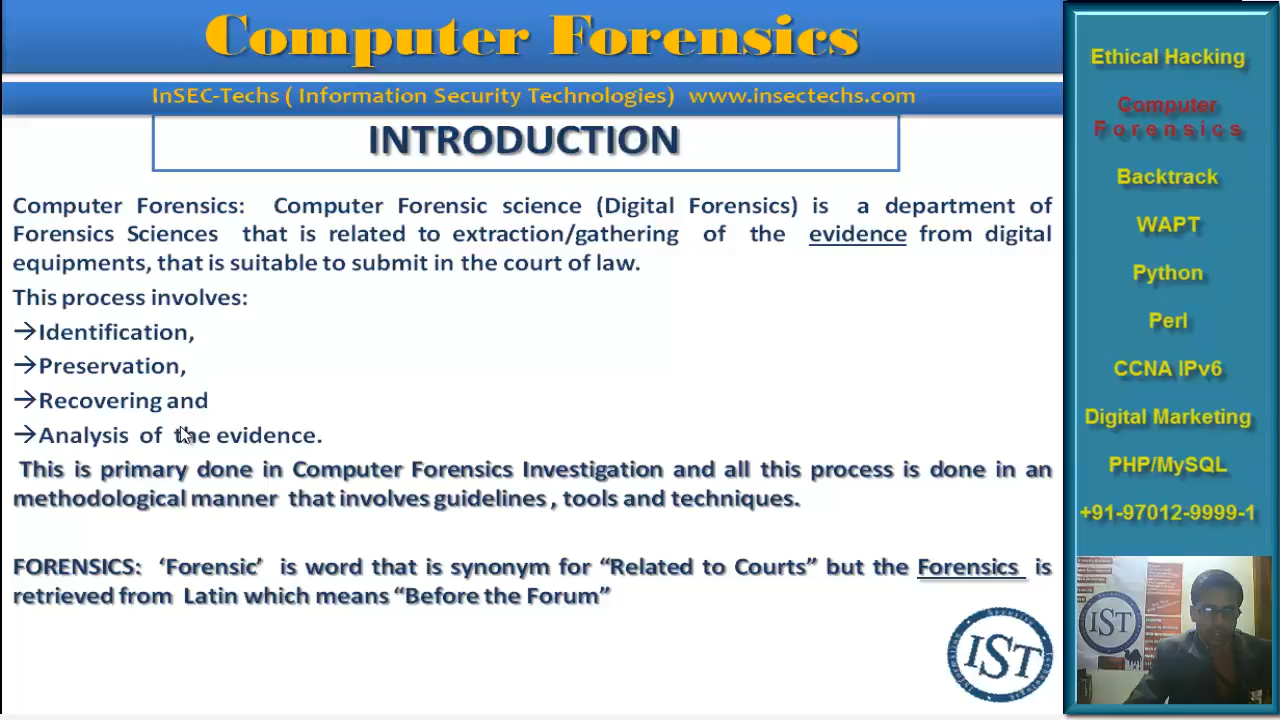 Computer Forensics
InSEC-Techs ( Information Security Technologies) www.insectechs.com
INTRODUCTION
Computer Forensics: Computer Forensic science (Digital Forensics) is a department of
Forensics Sciences that is related to extraction/gathering of the evidence from digital
equipments, that is suitable to submit in the court of law.
This process involves:
→Identification,
→Preservation,
→Recovering and
→Analysis of the evidence.
This is primary done in Computer Forensics Investigation and all this process is done in an
methodological manner that involves guidelines , tools and techniques.
FORENSICS: ‘Forensic’ is word that is synonym for “Related to Courts” but the Forensics is
retrieved from Latin which means “Before the Forum”
IST
Ethical Hacking
Computer
Forensics
Backtrack
WAPT
Python
Perl
CCNA IPv6
Digital Marketing
PHP/MySQL
+91-97012-9999-1
IST